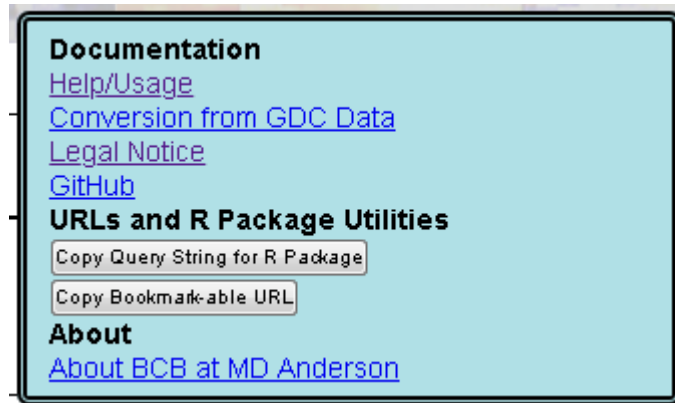 Documentation
Help/Usage
Conversion from GDC Data
Legal Notice
GitHub
URLs and R Package Utilities
Copy Query String for R Package
Copy Bookmark-able URL
About
About BCB at MD Anderson